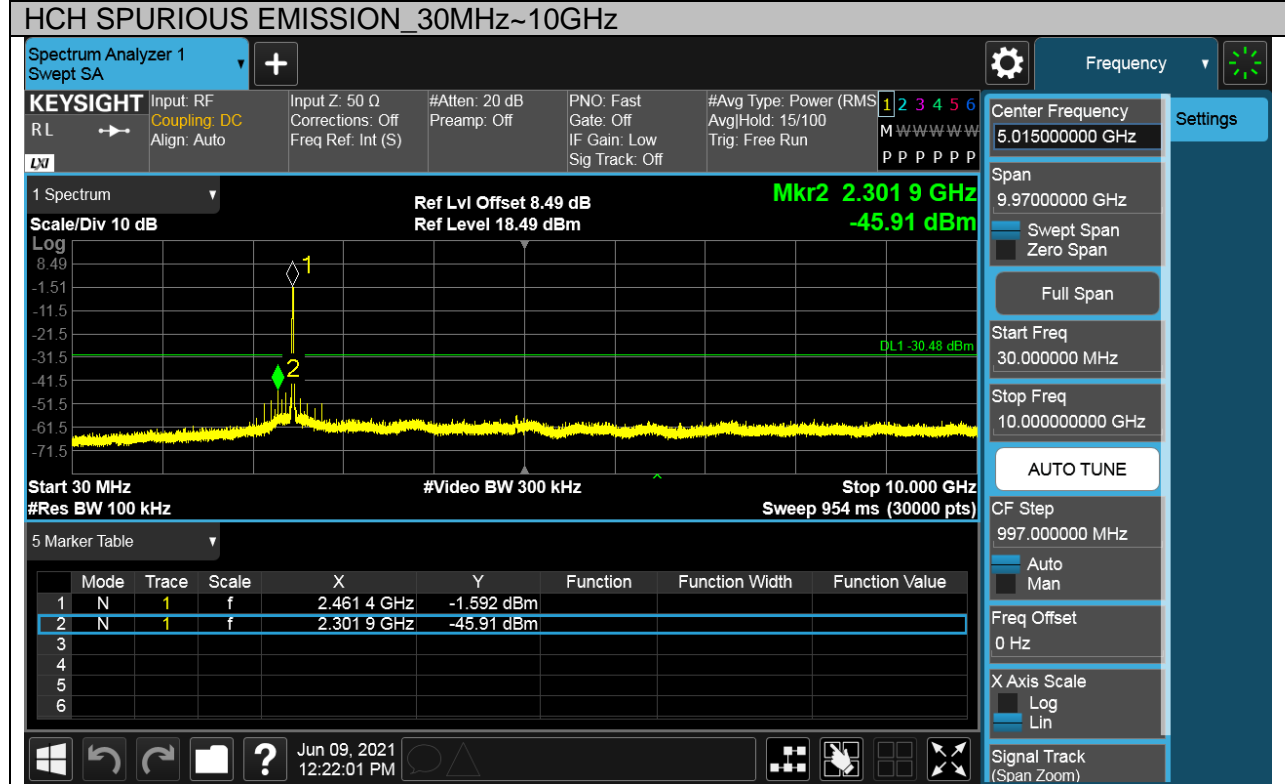 HCH SPURIOUS EMISSION_30MHz~10GHz
Spectrum Analyzer 1
Swept SA
+
Frequency
KEYSIGHT
RL
LXI
Input: RF
Coupling: DC
Align: Auto
Input Z: 50 Ω
Corrections: Off
Freq Ref: Int (S)
#Atten: 20 dB
Preamp: Off
PNO: Fast
Gate: Off
IF Gain: Low
Sig Track: Off
#Avg Type: Power (RMS
Avg|Hold: 15/100
Trig: Free Run
1 2 3 4 5 6
M W W W W W
P P P P P P
Center Frequency
5.015000000 GHz
Settings
1 Spectrum
Scale/Div 10 dB
Ref Lvl Offset 8.49 dB
Ref Level 18.49 dBm
Mkr2 2.301 9 GHz
-45.91 dBm
Log
8.49
-1.51
-11.5
-21.5
-31.5
-41.5
-51.5
-61.5
-71.5
1
2
DL1 -30.48 dBm
Start 30 MHz
#Res BW 100 kHz
#Video BW 300 kHz
Stop 10.000 GHz
Sweep 954 ms (30000 pts)
Span
9.97000000 GHz
Swept Span
Zero Span
Full Span
Start Freq
30.000000 MHz
Stop Freq
10.000000000 GHz
AUTO TUNE
CF Step
997.000000 MHz
Auto
Man
Freq Offset
0 Hz
X Axis Scale
Log
Lin
Signal Track
(Span Zoom)
5 Marker Table
Mode Trace Scale X Y Function Function Width Function Value
1 N 1 f 2.461 4 GHz -1.592 dBm
2 N 1 f 2.301 9 GHz -45.91 dBm
3
4
5
6
?
Jun 09, 2021
12:22:01 PM